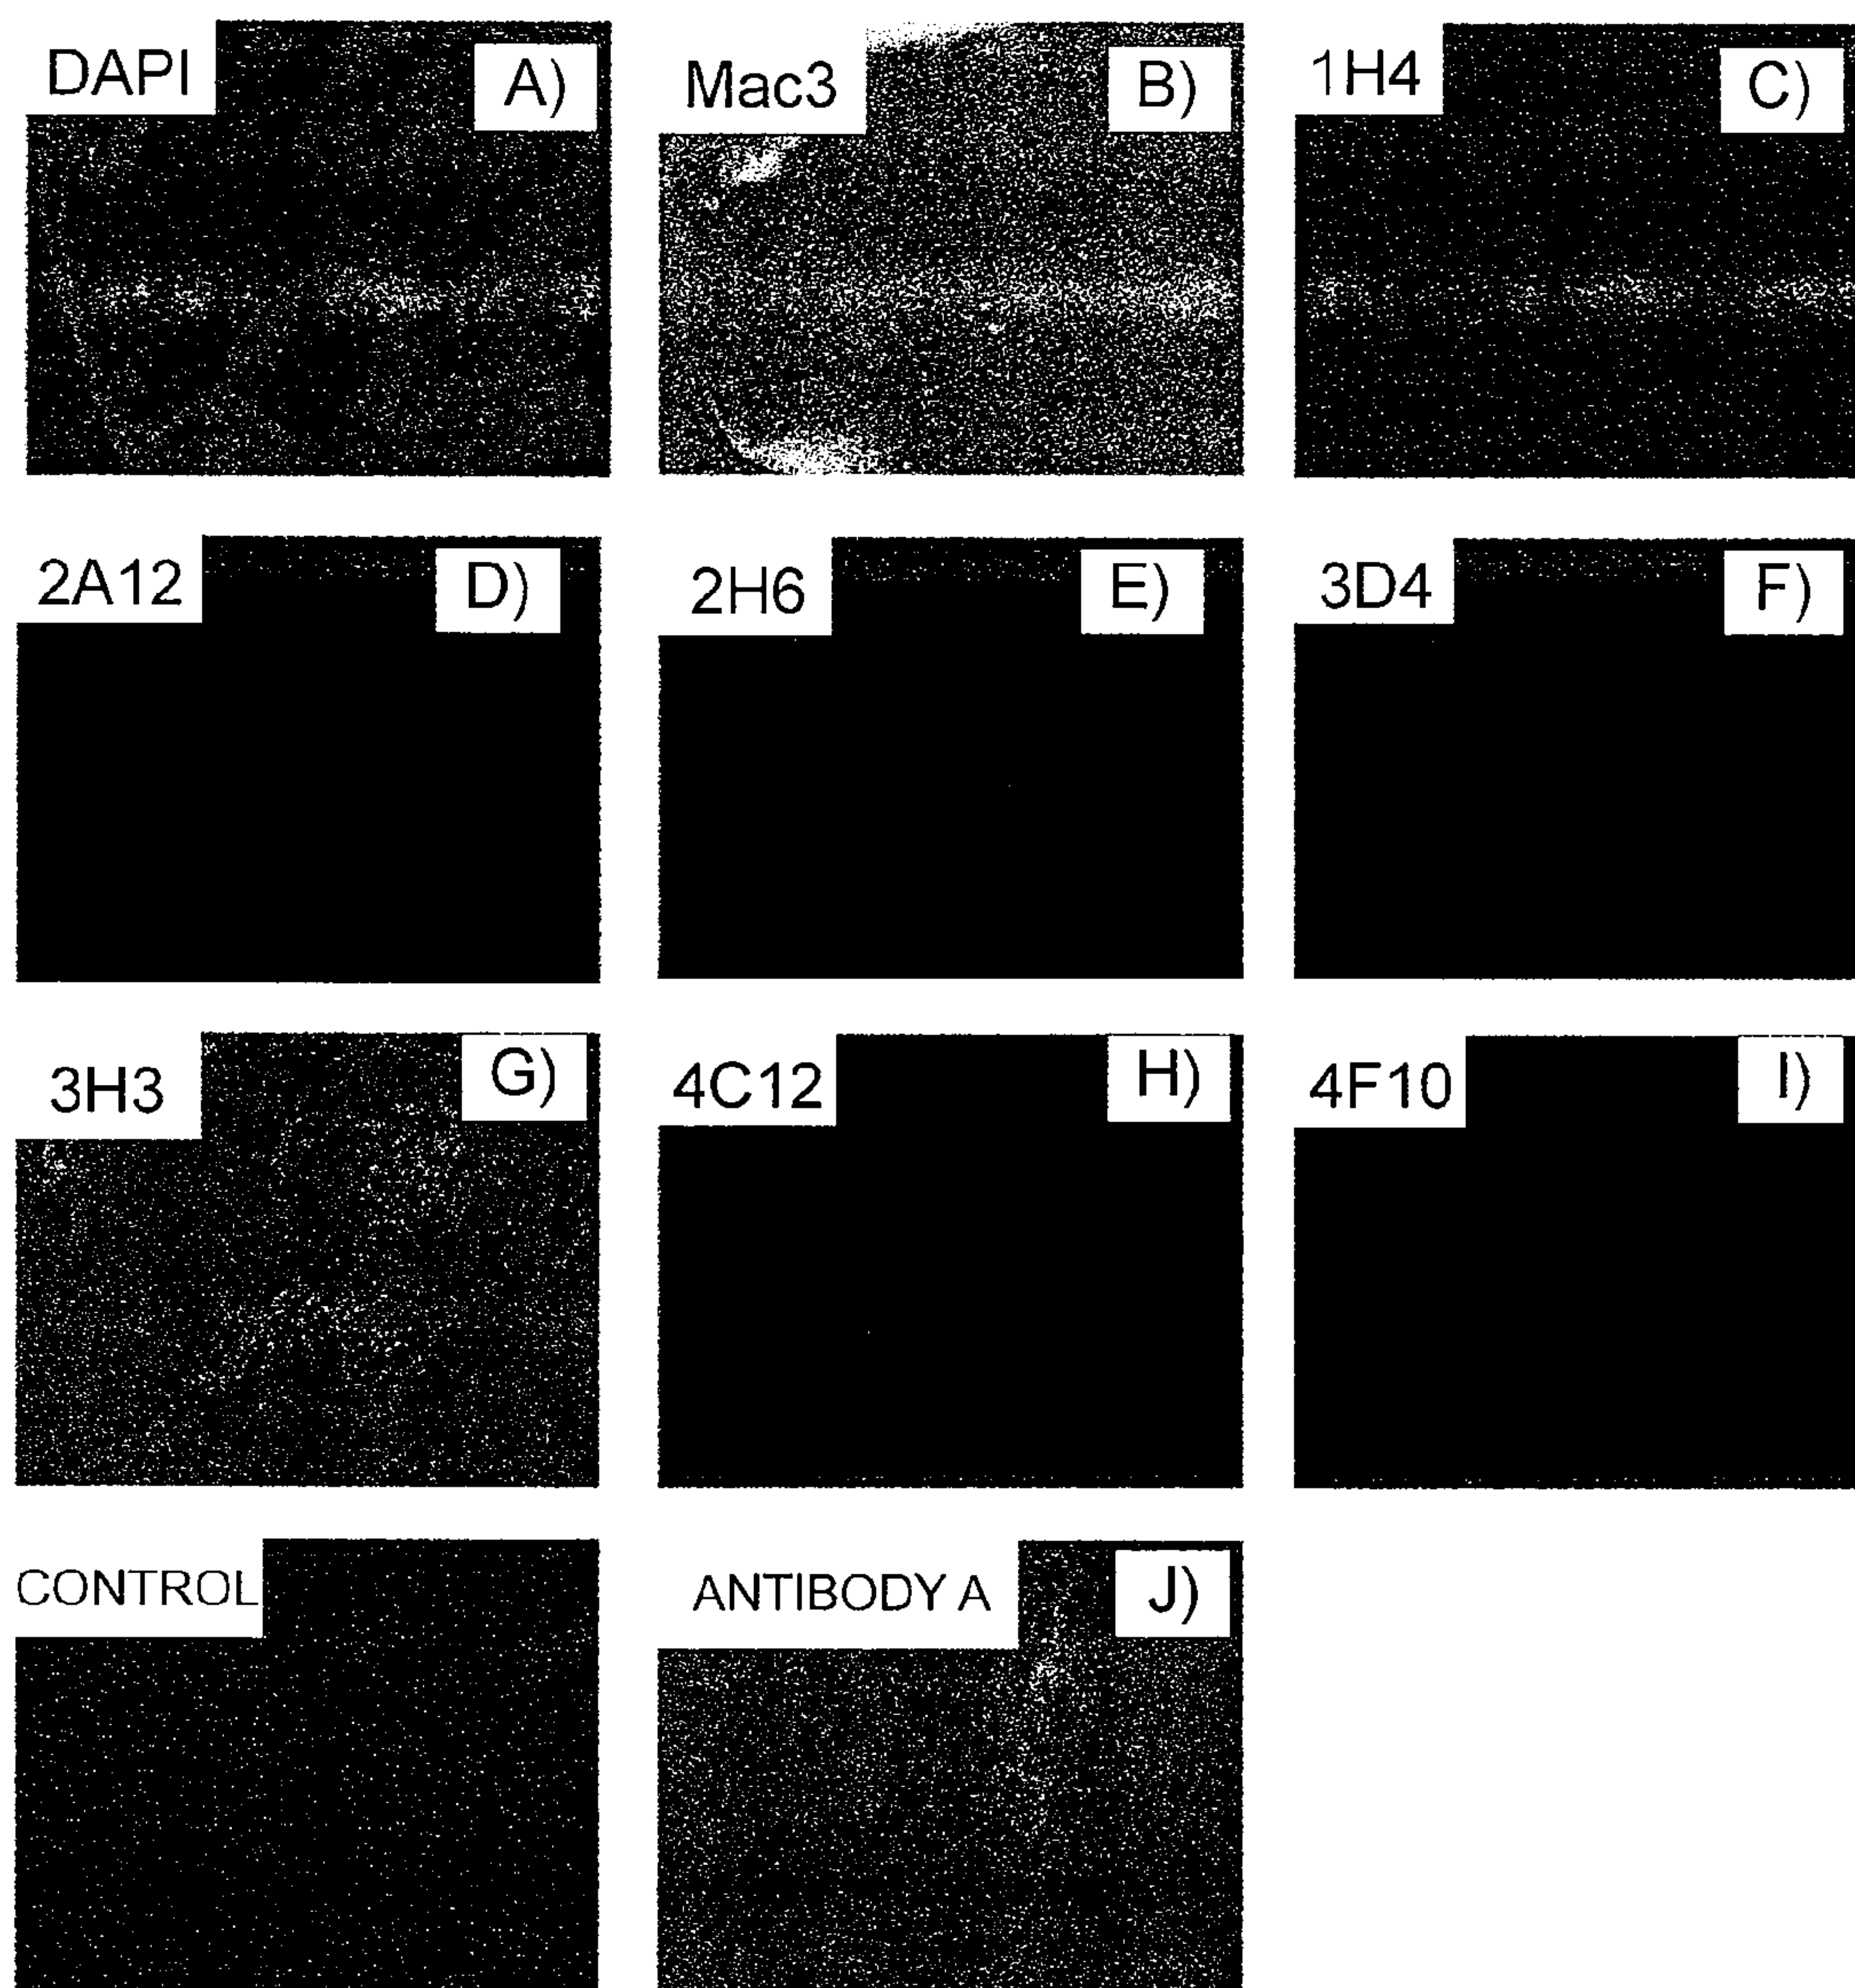 DAPI A)
Mac3 B)
1H4 C)
2A12 D)
2H6 E)
3D4 F)
3H3 G)
4C12 H)
4F10 I)
CONTROL
ANTIBODY A J)